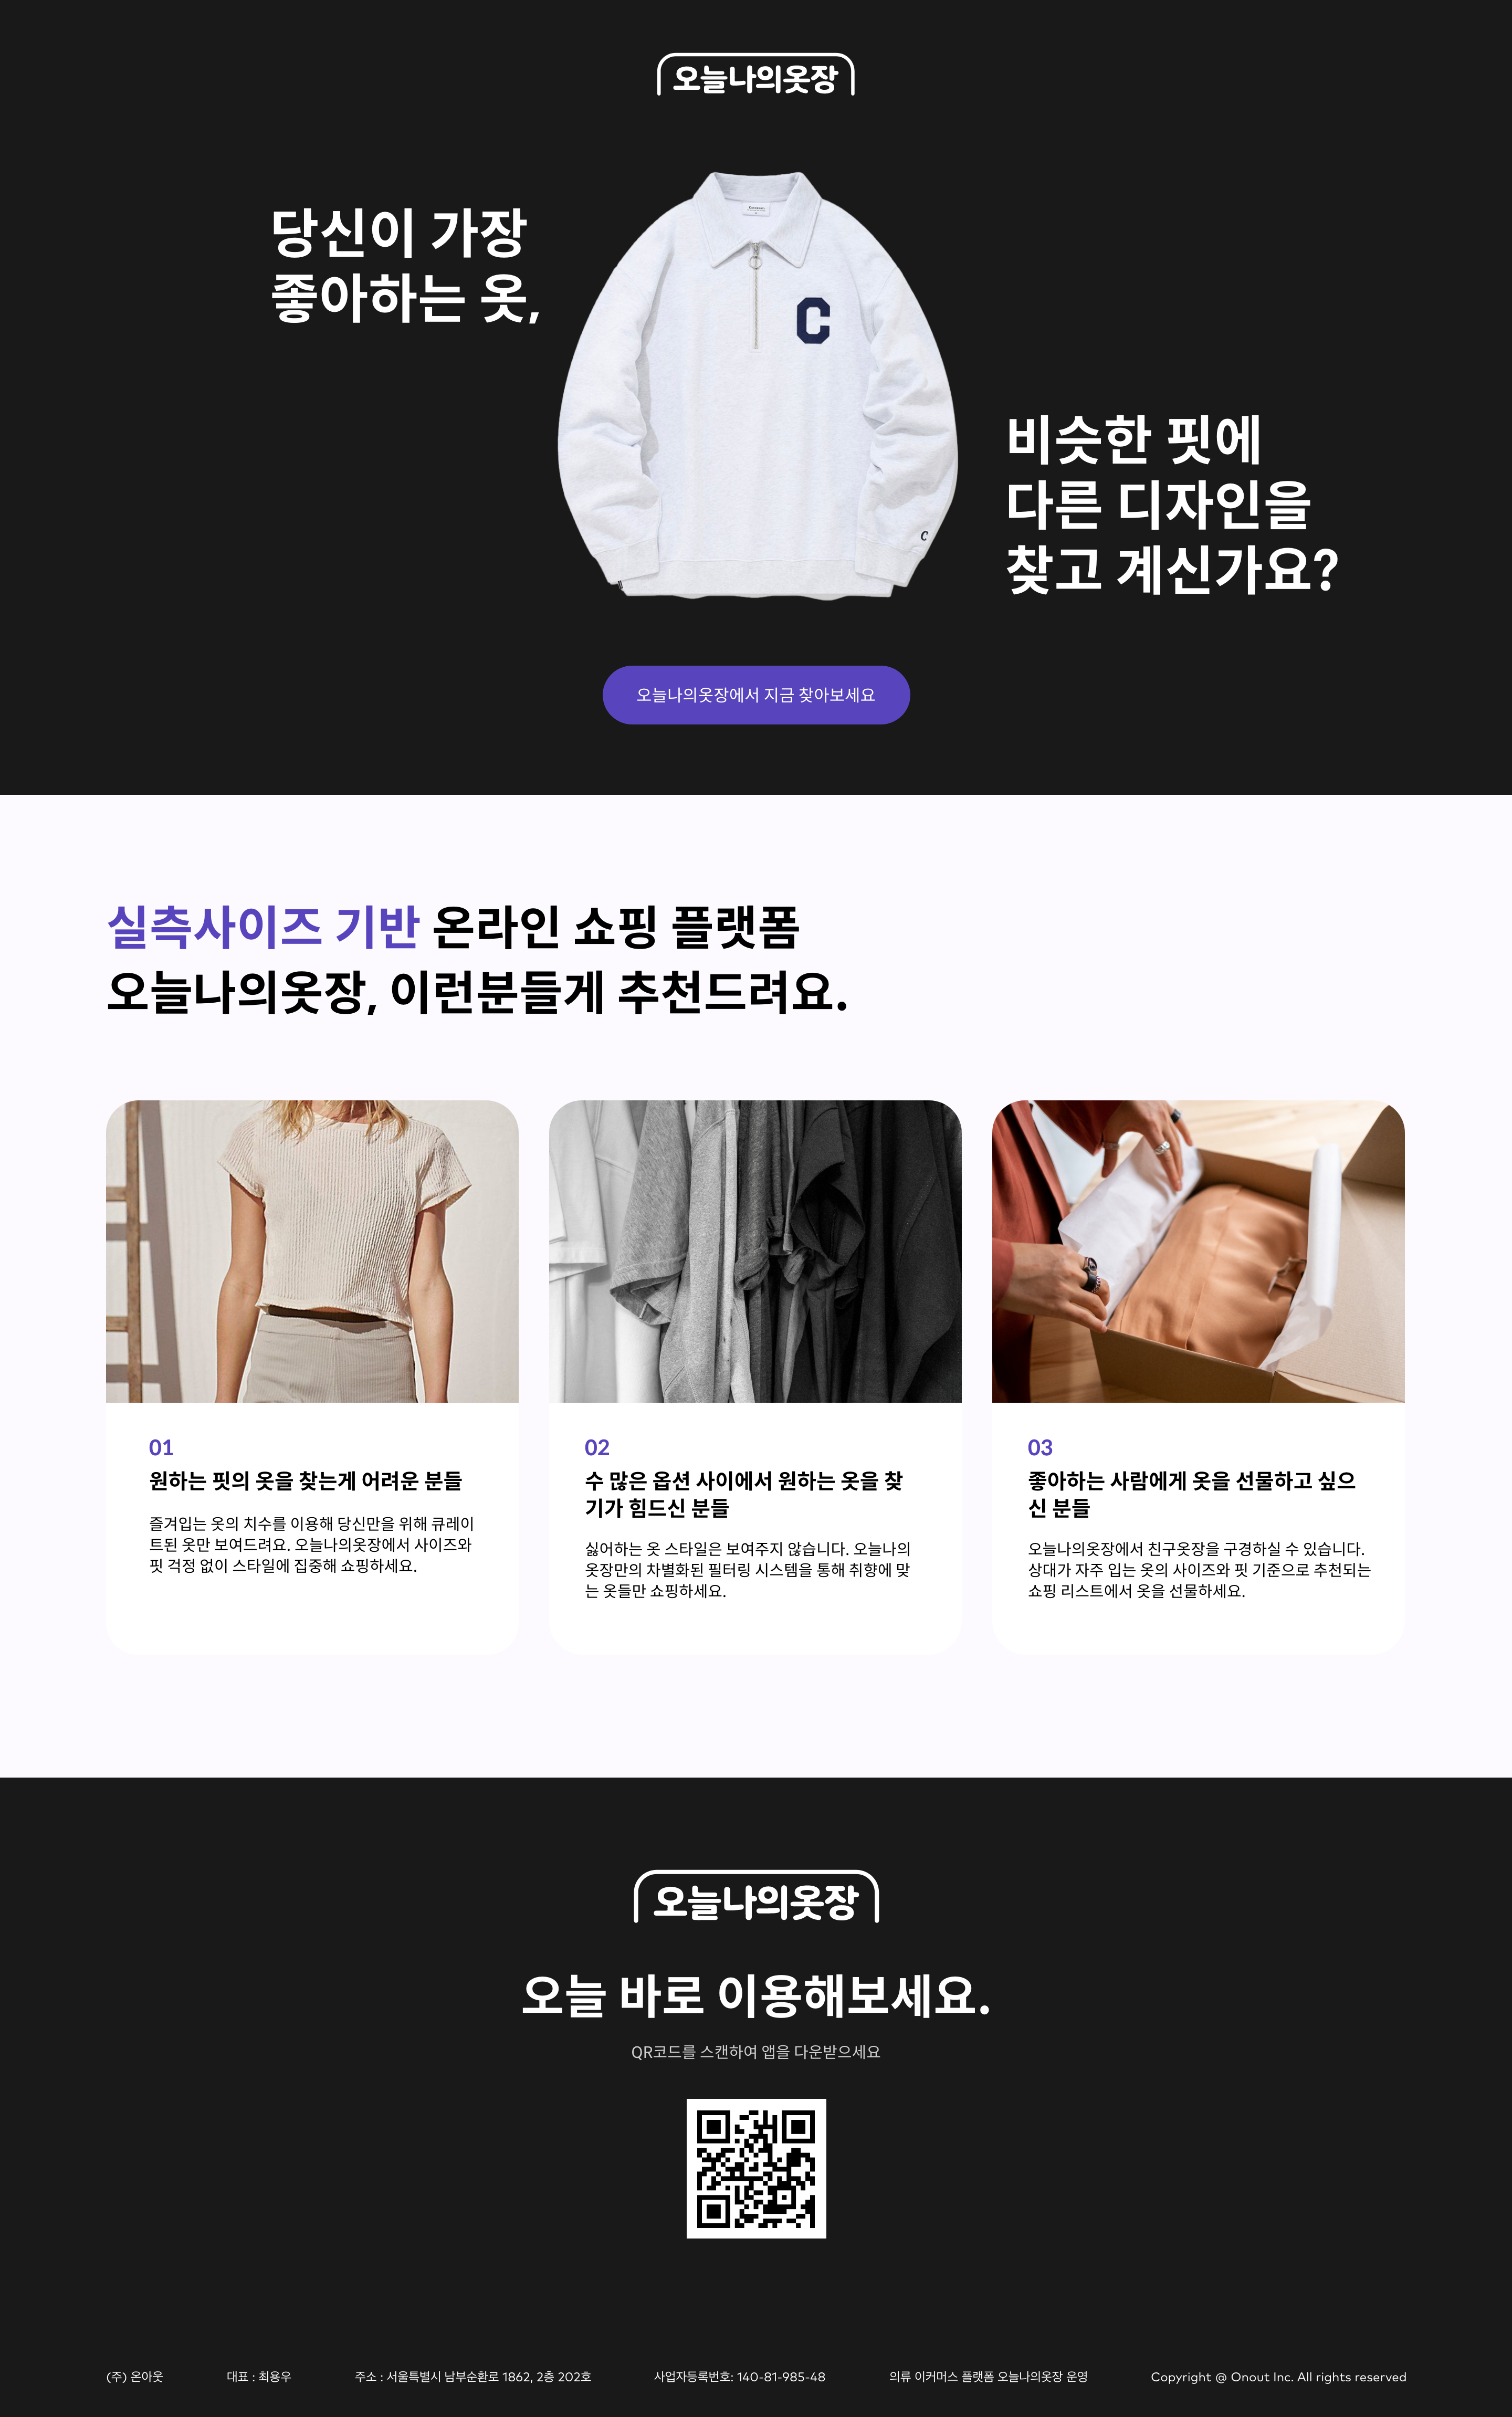 오늘나의옷장
당신이 가장
좋아하는 옷,
C
비슷한 핏에
다른 디자인을
찾고 계신가요?
C
오늘나의옷장에서 지금 찾아보세요
실측사이즈 기반 온라인 쇼핑 플랫폼
오늘나의옷장, 이런분들게 추천드려요.
01
원하는 핏의 옷을 찾는게 어려운 분들
즐겨입는 옷의 치수를 이용해 당신만을 위해 큐레이
트된 옷만 보여드려요. 오늘나의옷장에서 사이즈와
핏 걱정 없이 스타일에 집중해 쇼핑하세요.
02
수 많은 옵션 사이에서 원하는 옷을 찾
기가 힘드신 분들
싫어하는 옷 스타일은 보여주지 않습니다. 오늘나의
옷장만의 차별화된 필터링 시스템을 통해 취향에 맞
는 옷들만 쇼핑하세요.
03
좋아하는 사람에게 옷을 선물하고 싶으
신 분들
오늘나의옷장에서 친구옷장을 구경하실 수 있습니다.
상대가 자주 입는 옷의 사이즈와 핏 기준으로 추천되는
쇼핑 리스트에서 옷을 선물하세요.
오늘나의옷장
오늘 바로 이용해보세요.
QR코드를 스캔하여 앱을 다운받으세요
(주) 온아웃
대표 : 최용우
주소 : 서울특별시 남부순환로 1862, 2층 202호
사업자등록번호: 140-81-985-48
의류 이커머스 플랫폼 오늘나의옷장 운영
Copyright @ Onout Inc. All rights reserved